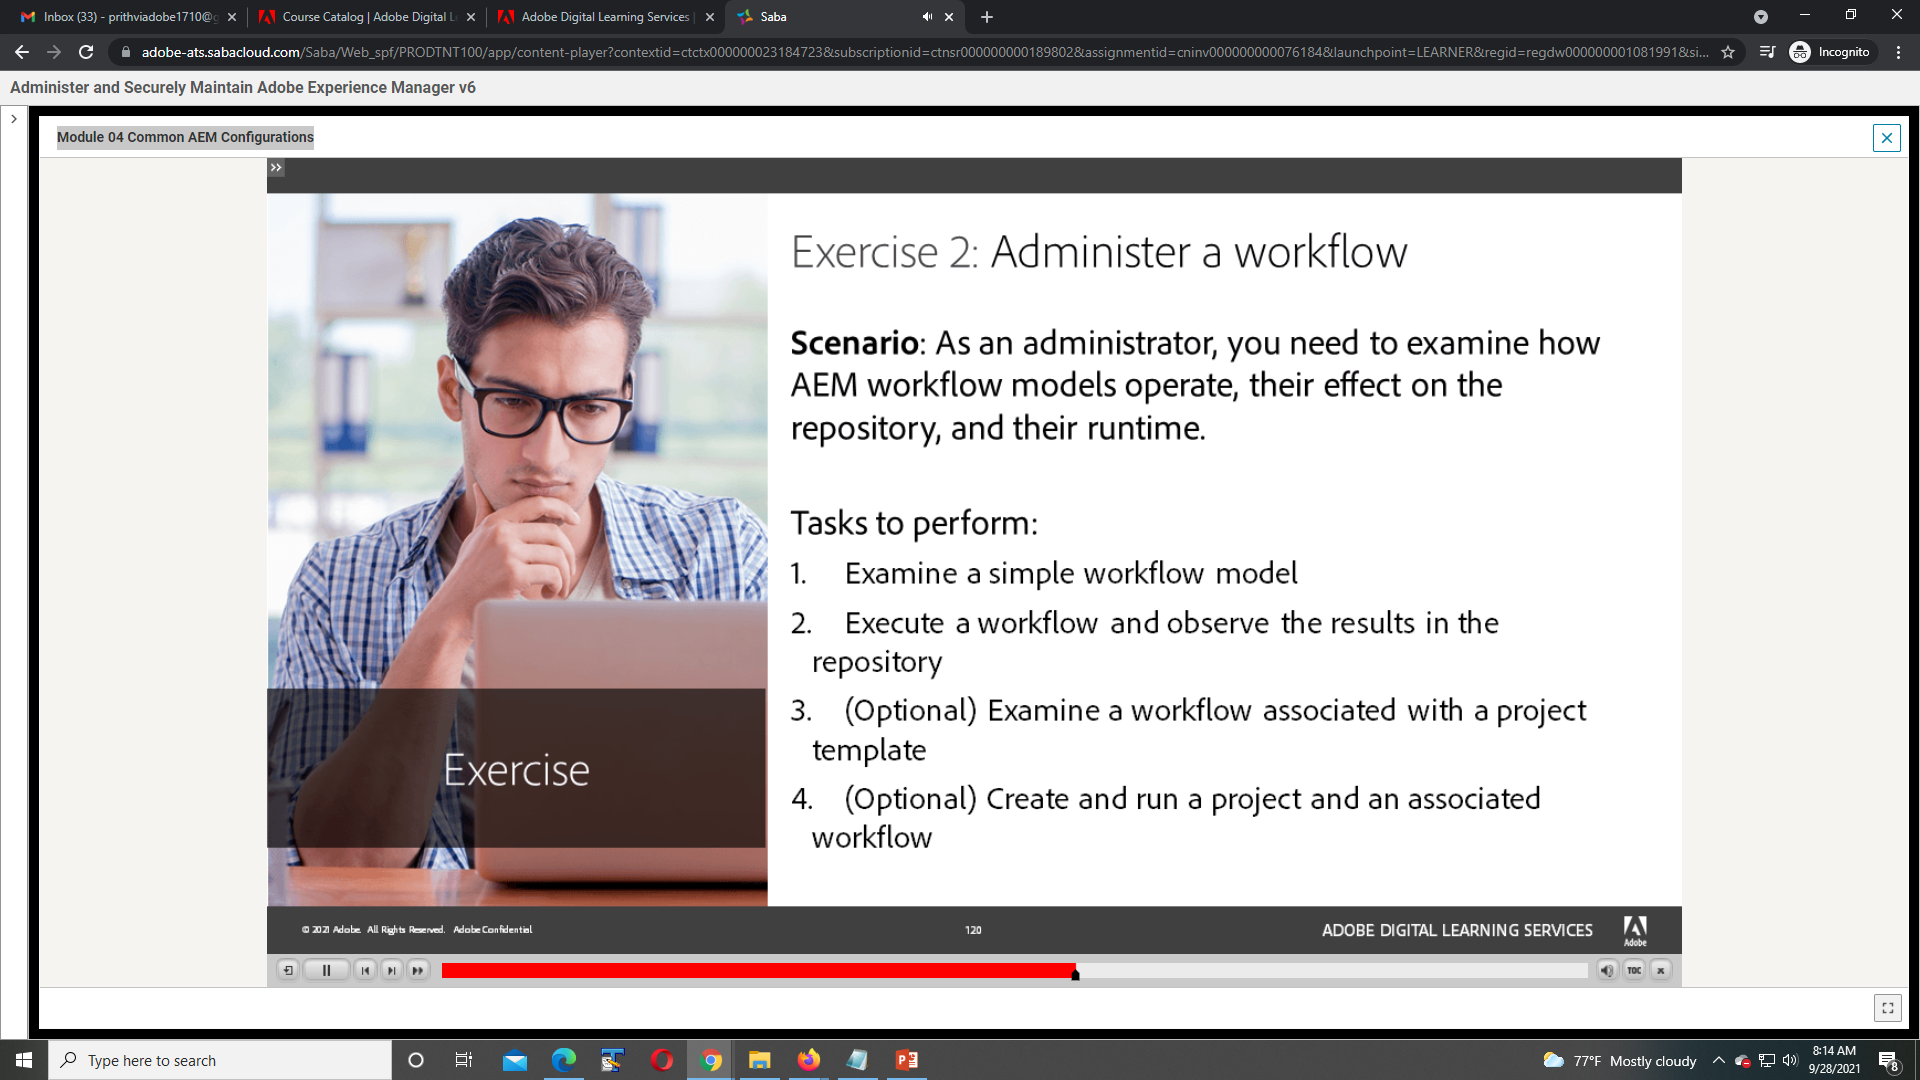 Inbox (33) - prithviadobe1710@g
Course Catalog | Adobe Digital L
Adobe Digital Learning Services |
Saba
adobe-ats.sabacloud.com/Saba/Web_spf/PRODTNT100/app/content-player?contextid=ctctx000000023184723&subscriptionid=ctnsr0000000000189802&assignmentid=cninv000000000076184&launchpoint=LEARNER&regid=regdw000000001081991&si...
Incognito
Administer and Securely Maintain Adobe Experience Manager v6
Module 04 Common AEM Configurations
Exercise 2: Administer a workflow
Scenario: As an administrator, you need to examine how
AEM workflow models operate, their effect on the
repository, and their runtime.
Tasks to perform:
1. Examine a simple workflow model
2. Execute a workflow and observe the results in the
repository
3. (Optional) Examine a workflow associated with a project
template
4. (Optional) Create and run a project and an associated
workflow
Exercise
© 2021 Adobe. All Rights Reserved. Adobe Confidential
120
ADOBE DIGITAL LEARNING SERVICES
Adobe
TOC
Type here to search
77°F Mostly cloudy
8:14 AM
9/28/2021
8